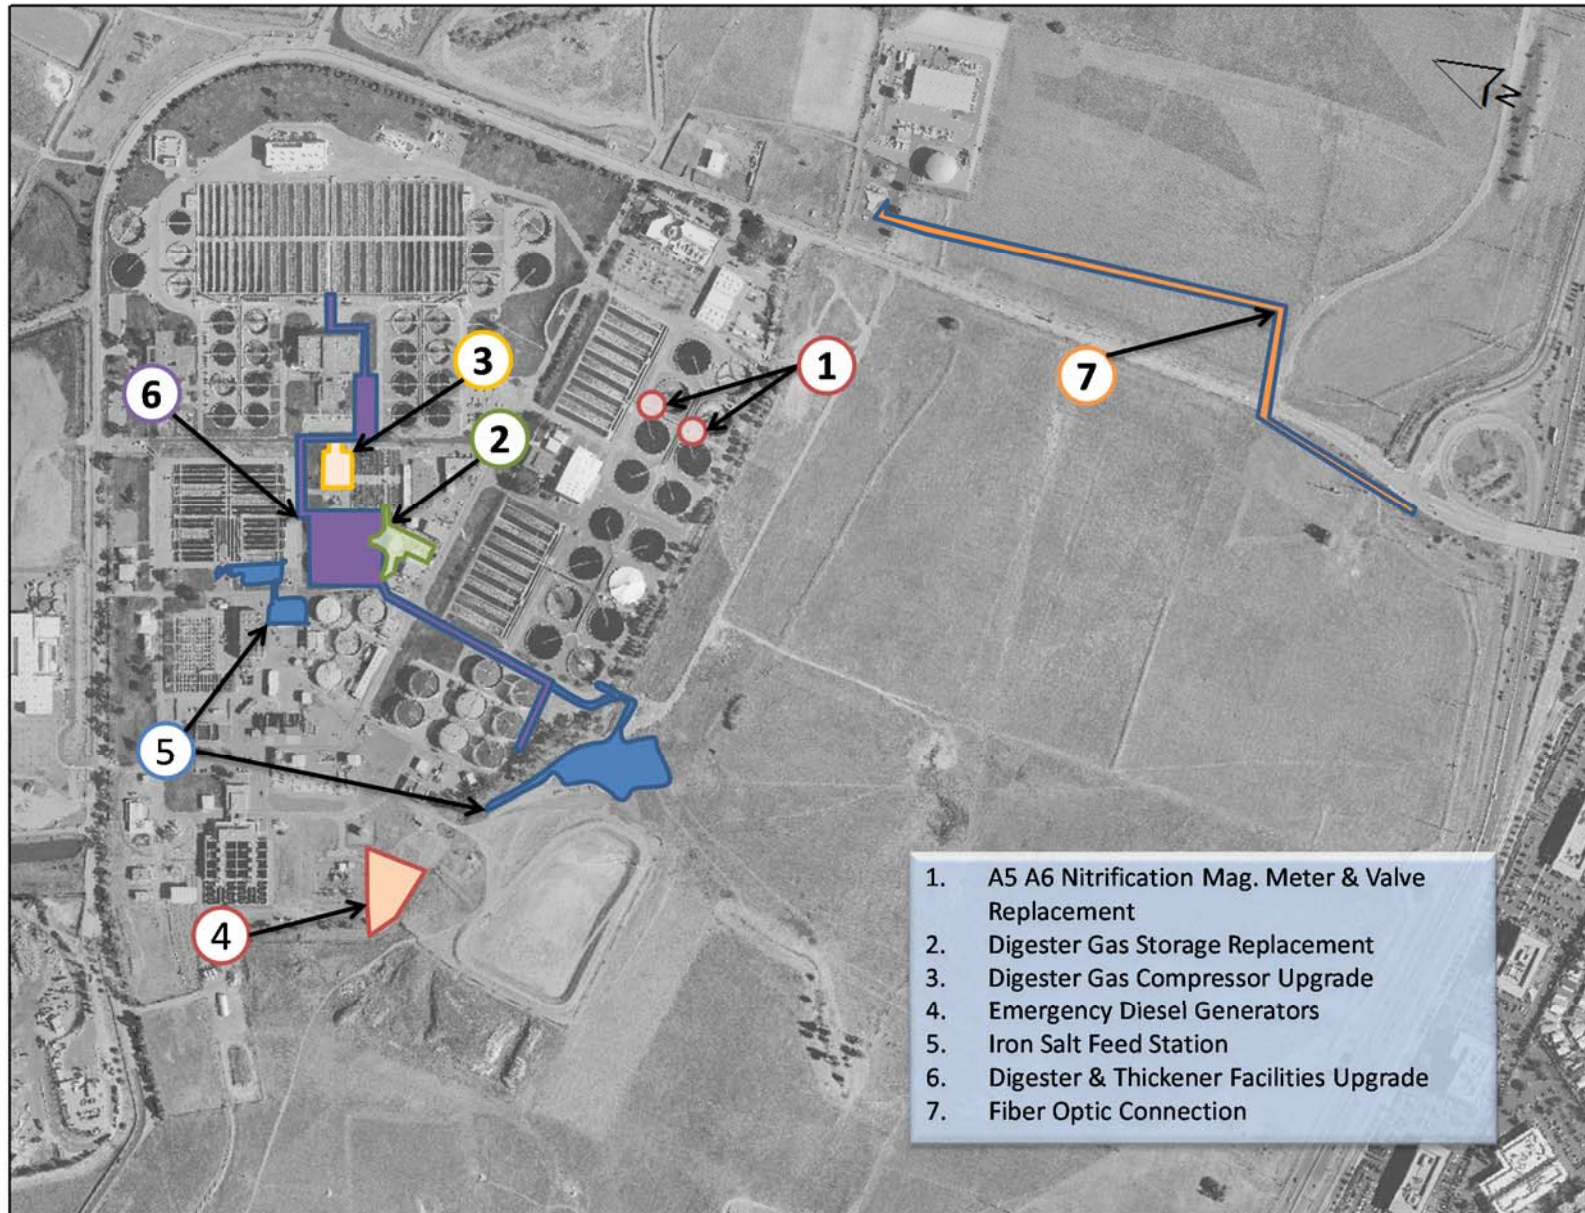 N
3
1
6
7
2
5
4
1. A5 A6 Nitrification Mag. Meter & Valve
Replacement
2. Digester Gas Storage Replacement
3. Digester Gas Compressor Upgrade
4. Emergency Diesel Generators
5. Iron Salt Feed Station
6. Digester & Thickener Facilities Upgrade
7. Fiber Optic Connection